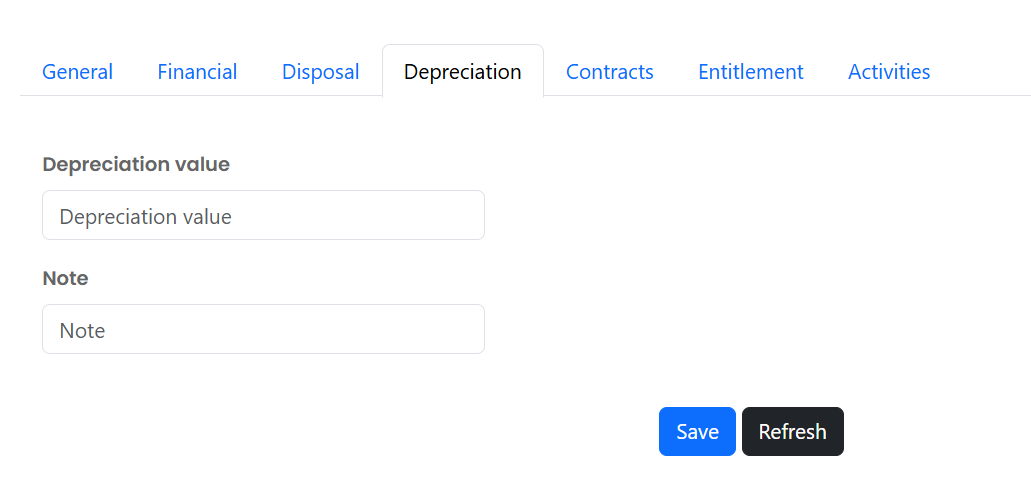 General Financial Disposal Depreciation Contracts Entitlement Activities
Depreciation value
Depreciation value
Note
Note
Save Refresh